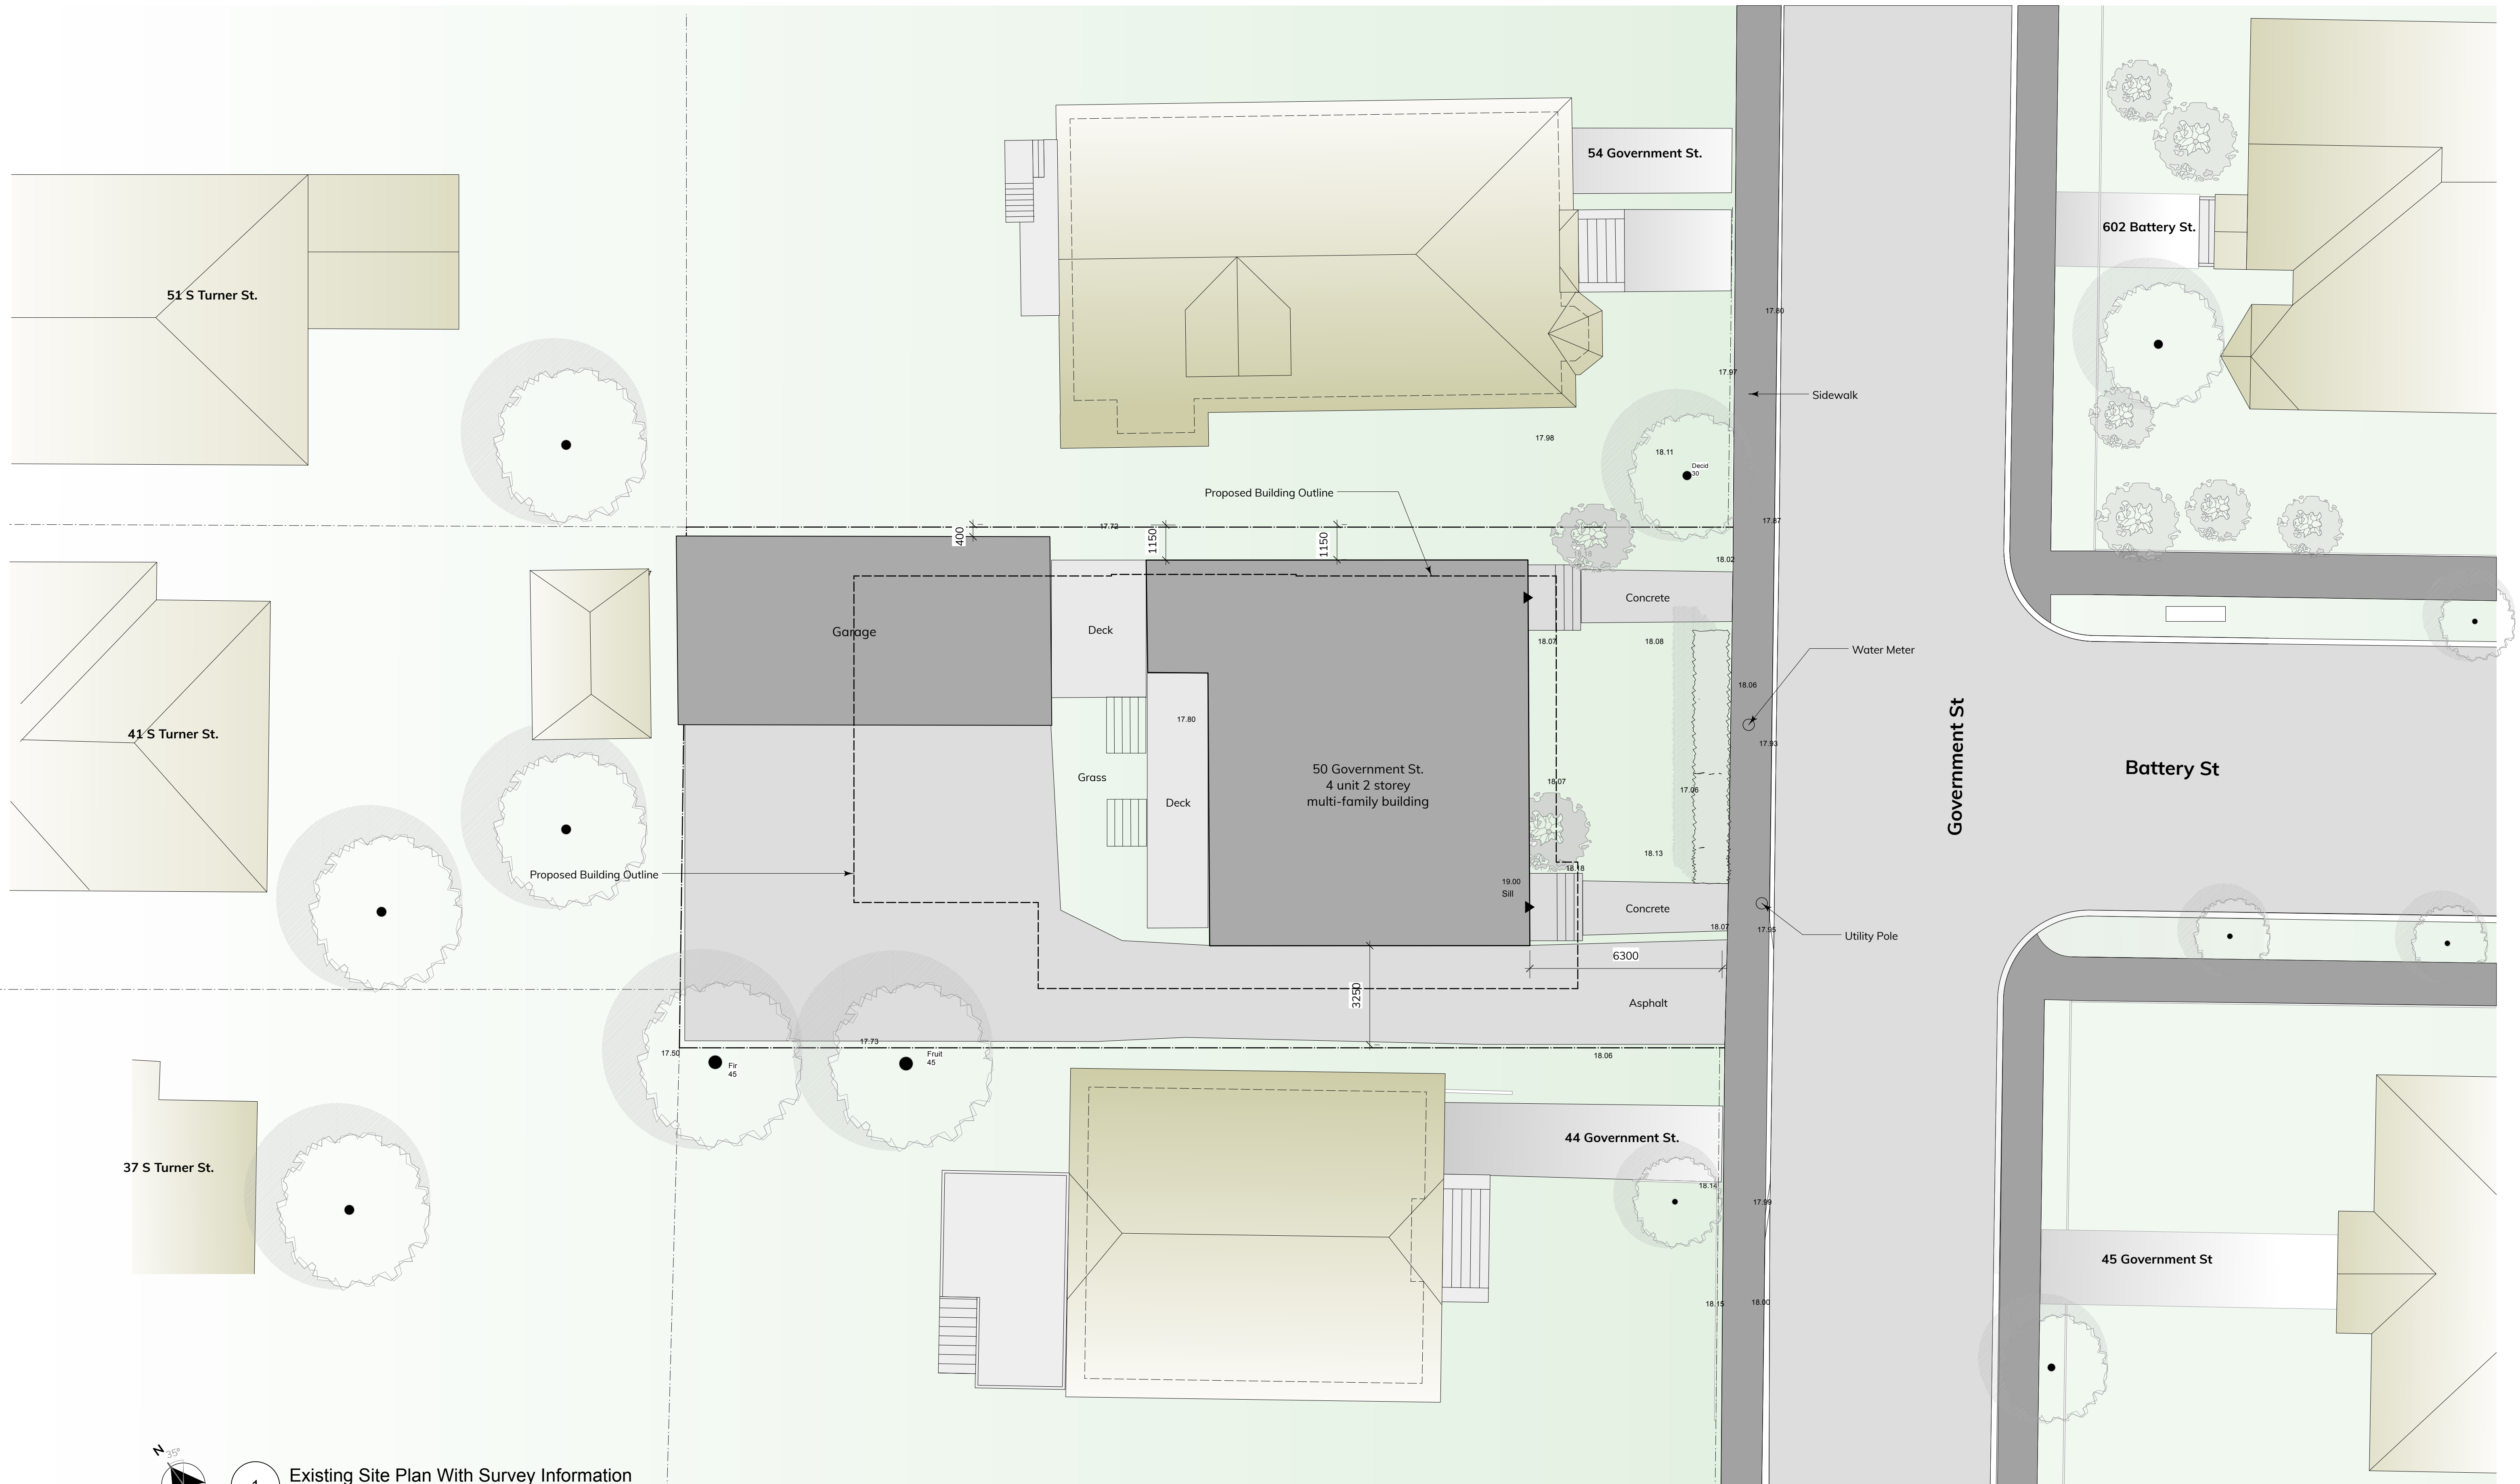 54 Government St.
602 Battery St.
51 S Turner St.
17.80
17.97
Sidewalk
17.98
18.11
Decid
30
Proposed Building Outline
17.72
17.87
400
1150
1150
18.02
Garage
Deck
Concrete
18.07
18.08
Water Meter
18.06
17.80
41 S Turner St.
17.93
Government St
Battery St
50 Government St.
4 unit 2 storey
multi-family building
Grass
Deck
18.07
17.06
18.13
Proposed Building Outline
18.18
19.00
Sill
Concrete
18.07
17.95
Utility Pole
6300
3250
Asphalt
17.50
17.73
Fruit
45
Fir
45
18.06
44 Government St.
37 S Turner St.
18.14
17.99
45 Government St
18.15
18.00
N
35°
1
Existing Site Plan With Survey Information